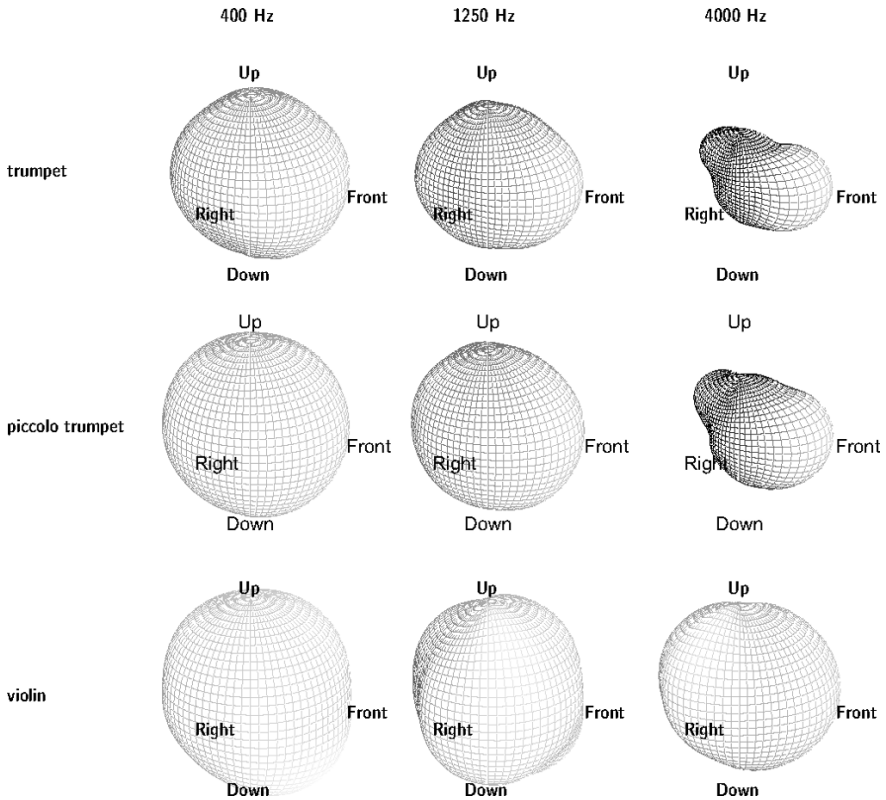 400 Hz 1250 Hz 4000 Hz
Up Up Up
trumpet
Front Front Front
Right Right Right
Down Down Down
Up Up Up
piccolo trumpet
Front Front Front
Right Right Right
Down Down Down
Up Up Up
violin
Front Front Front
Right Right Right
Down Down Down